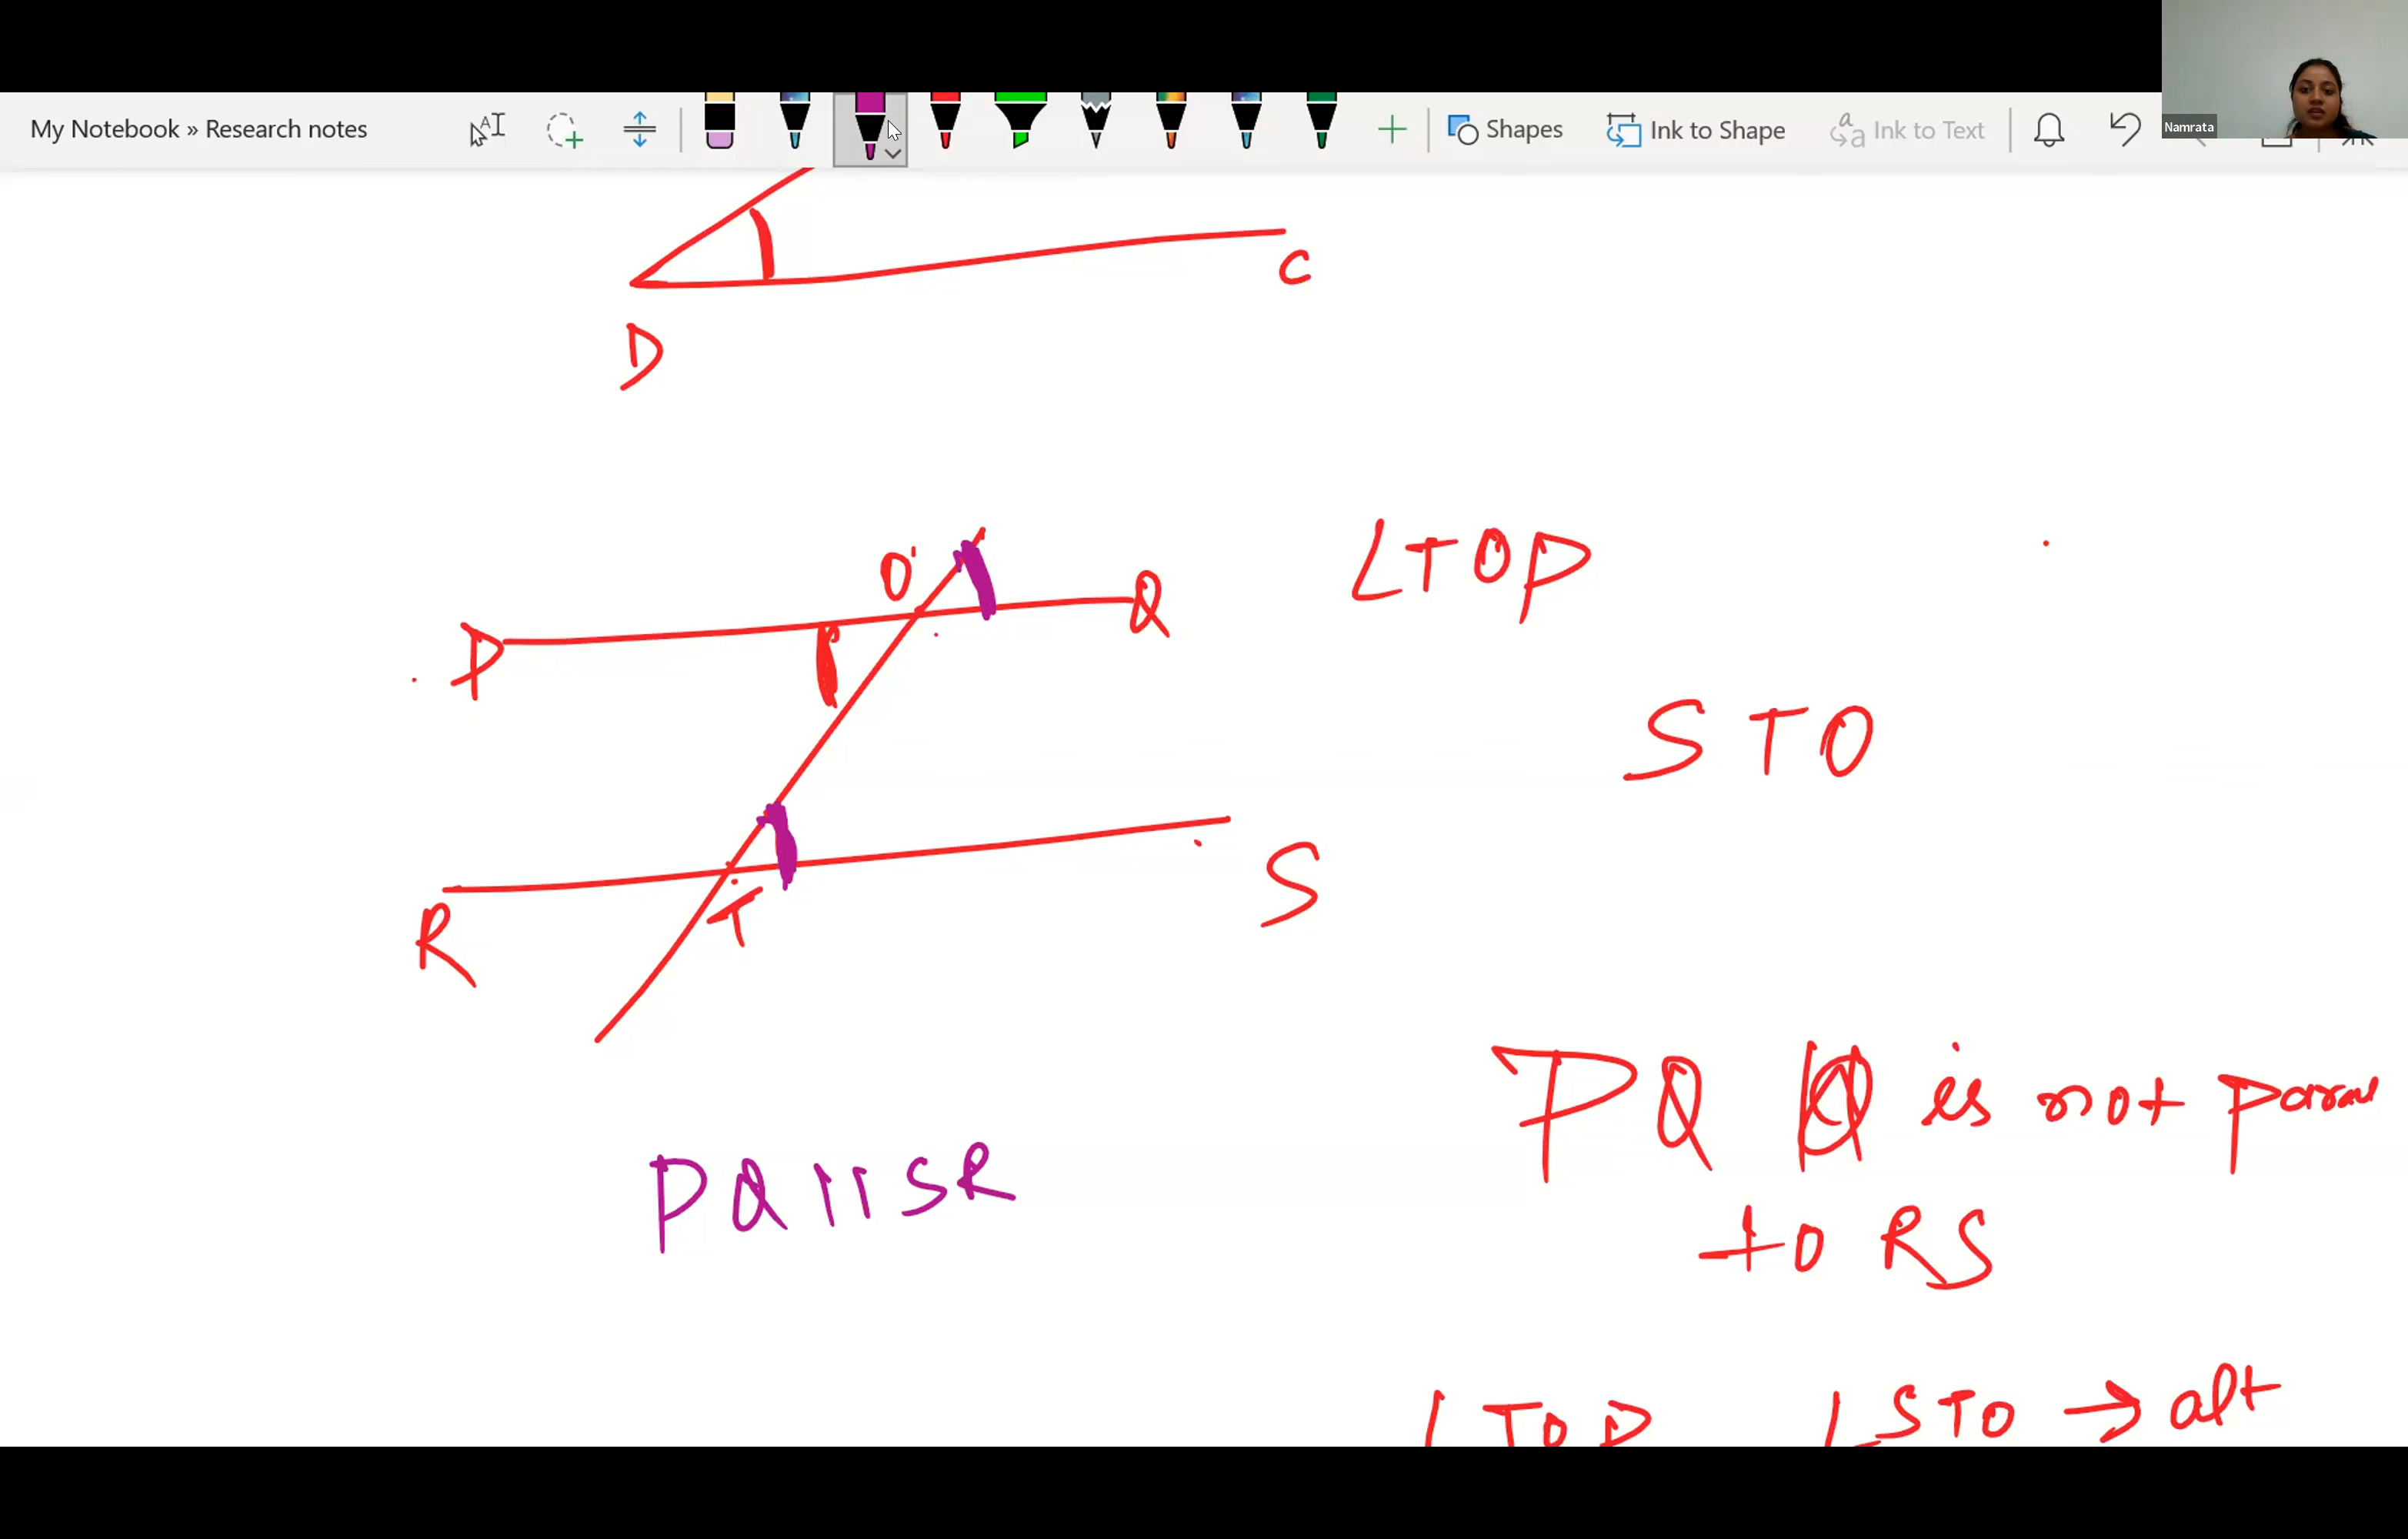 Namrata
My Notebook » Research notes
Shapes
Ink to Shape
Ink to Text
C
D
O
Q
∠TOP
P
STO
T
S
R
PQ is not paral
PQ || SR
to RS
∠TOP ∠STO → alt